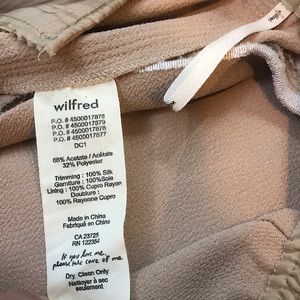 wilfred
P.O. # 4500017878
P.O. # 4500017879
P.O. # 4500017876
P.O. # 4500017877
DC1
68% Acetate / Acétate
32% Polyester
Trimming : 100% Silk
Garniture : 100% Soie
Lining : 100% Cupro Rayon
Doublure :
100% Rayonne Cupro
Made in China
Fabriqué en Chine
CA 23725
RN 122354
If you love me,
please take care of me
Dry Clean Only
Nettoyer à sec
seulement